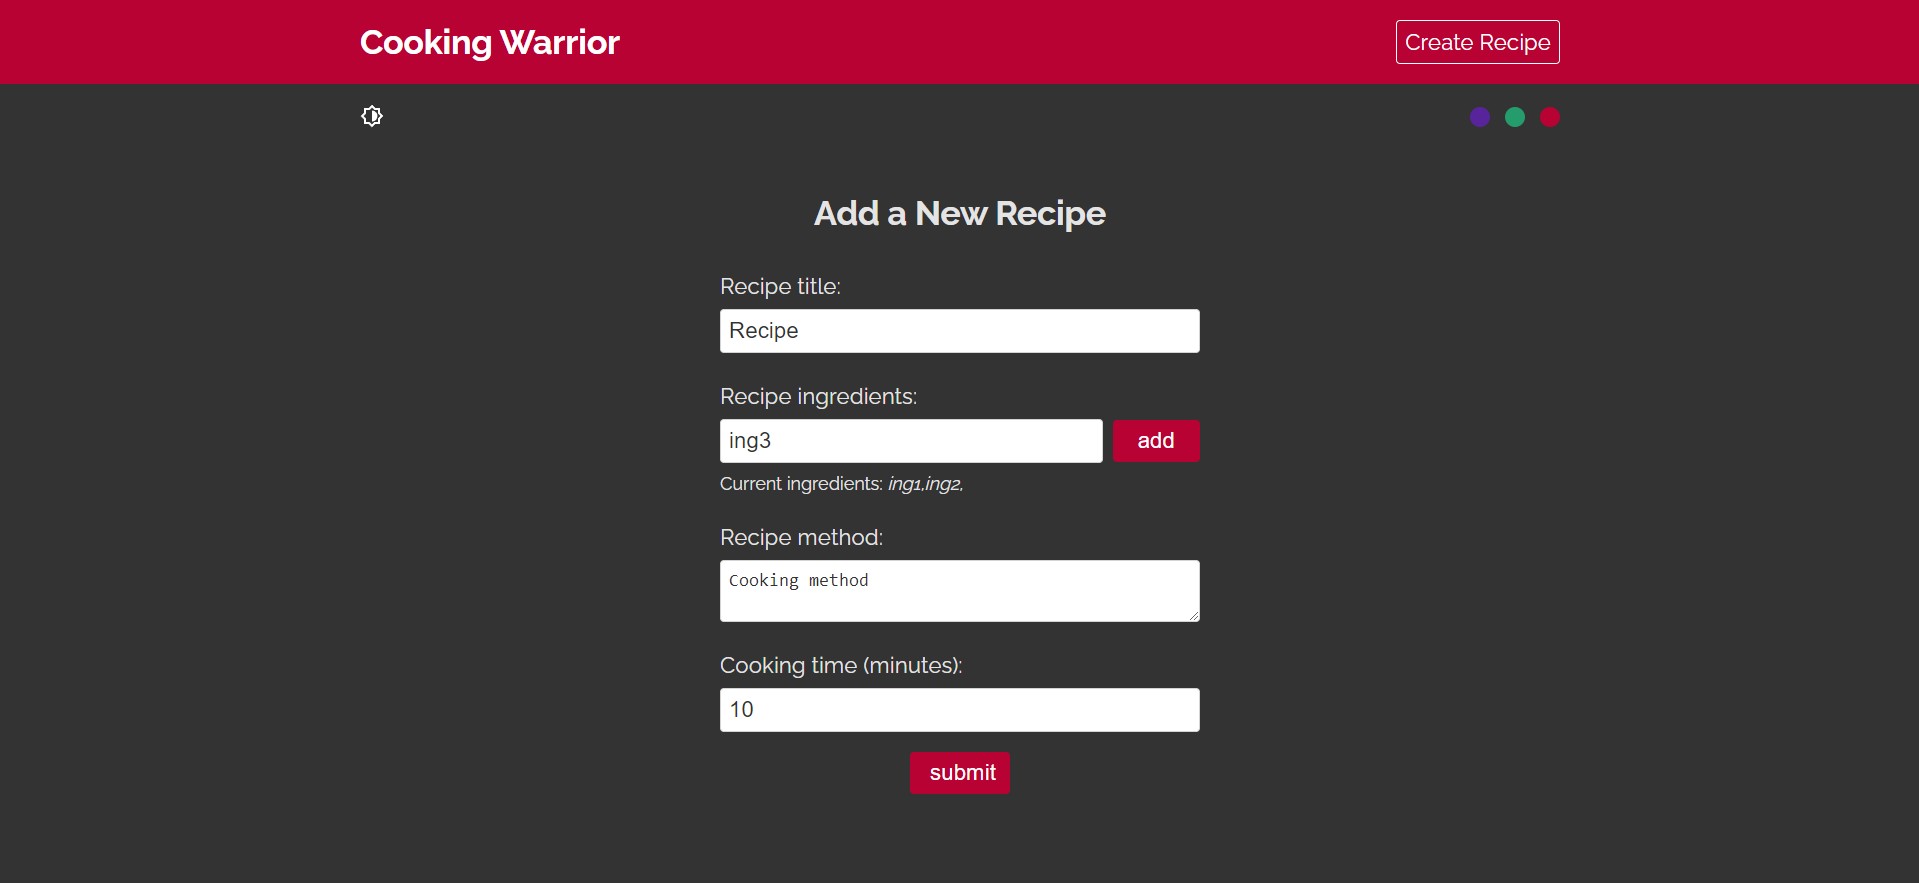 Cooking Warrior
Create Recipe
Add a New Recipe
Recipe title:
Recipe
Recipe ingredients:
ing3
add
Current ingredients: ing1,ing2,
Recipe method:
Cooking method
Cooking time (minutes):
10
submit